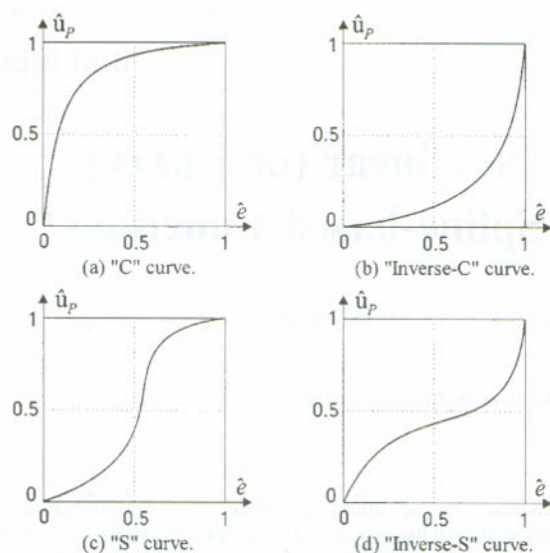 û_P
1
0.5
0
0 0.5 1 ê
(a) "C" curve.
û_P
1
0.5
0
0 0.5 1 ê
(b) "Inverse-C" curve.
û_P
1
0.5
0
0 0.5 1 ê
(c) "S" curve.
û_P
1
0.5
0
0 0.5 1 ê
(d) "Inverse-S" curve.